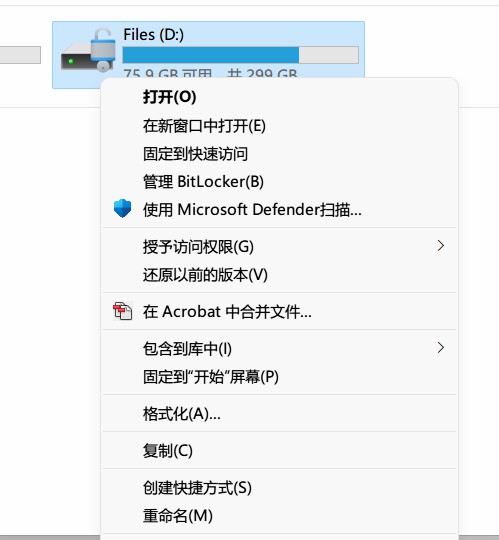 Files (D:)
75.9 GB 可用，共 299 GB
打开(O)
在新窗口中打开(E)
固定到快速访问
管理 BitLocker(B)
使用 Microsoft Defender扫描...
授予访问权限(G)
还原以前的版本(V)
在 Acrobat 中合并文件...
包含到库中(I)
固定到"开始"屏幕(P)
格式化(A)...
复制(C)
创建快捷方式(S)
重命名(M)